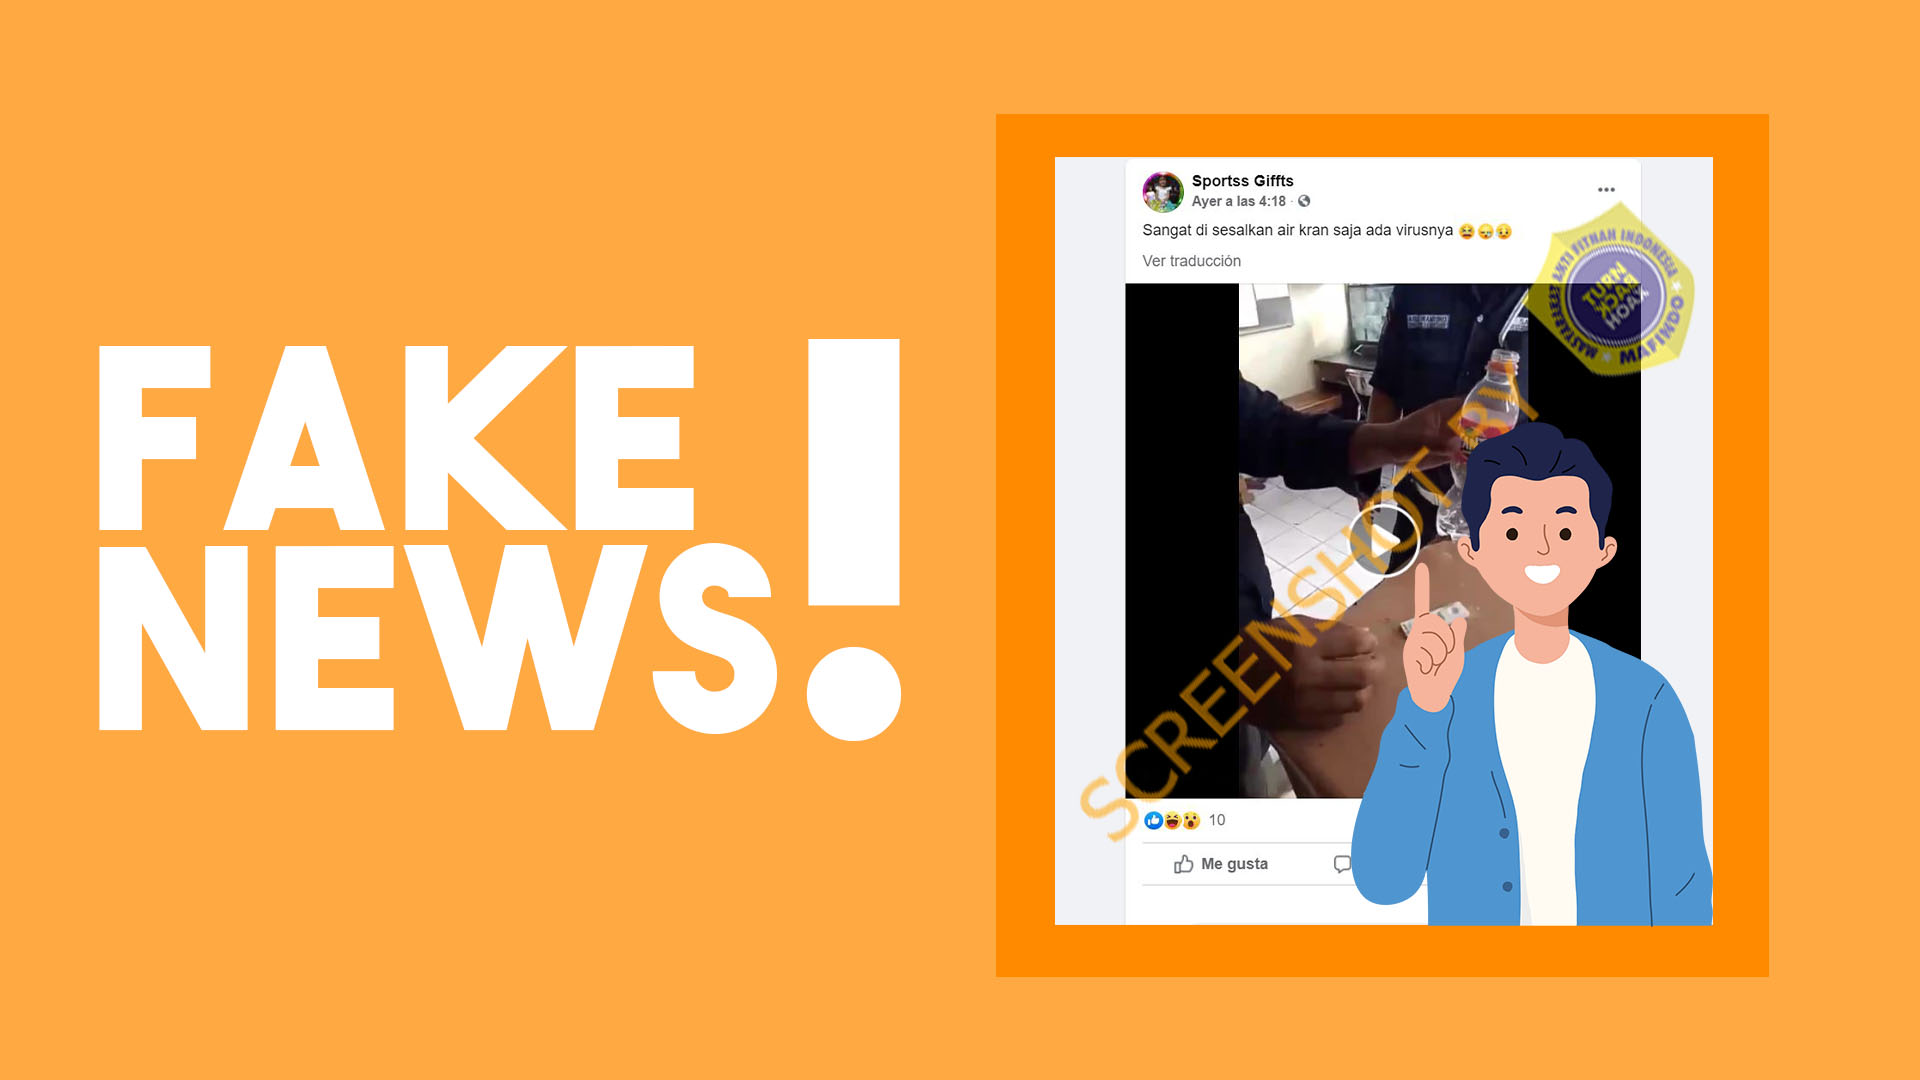 FAKE
NEWS!
Sportss Giffts
Ayer a las 4:18
Sangat di sesalkan air kran saja ada virusnya 😫😪😣
Ver traducción
MASYARAKAT ANTI FITNAH INDONESIA
TURN
BACK
HOAX
MAFINDO
SCREENSHOT BY
10
Me gusta